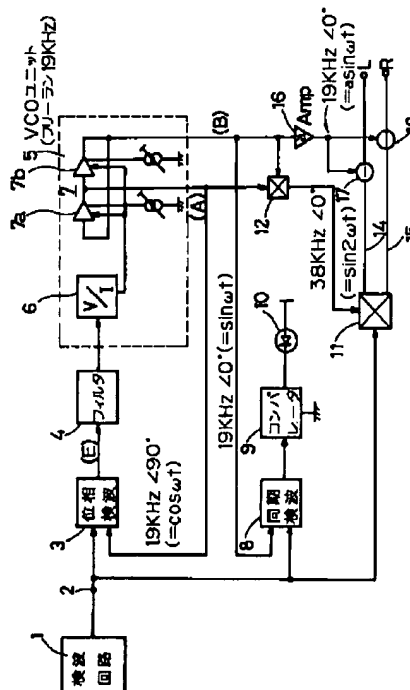 5 VCOユニット
(フリーラン19KHz)
7a
7b
7
6
V/I
(A)
(B)
4
フィルタ
(E)
3
位相
検波
19KHz∠90°
(=cosωt)
2
1
検波
回路
19KHz∠0°(=sinωt)
8
検波
9
コンパ
レータ
10
12
38KHz∠0°
(=sin2ωt)
11
16
Amp
19KHz∠0°
(=asinωt)
17
14
15
L
R